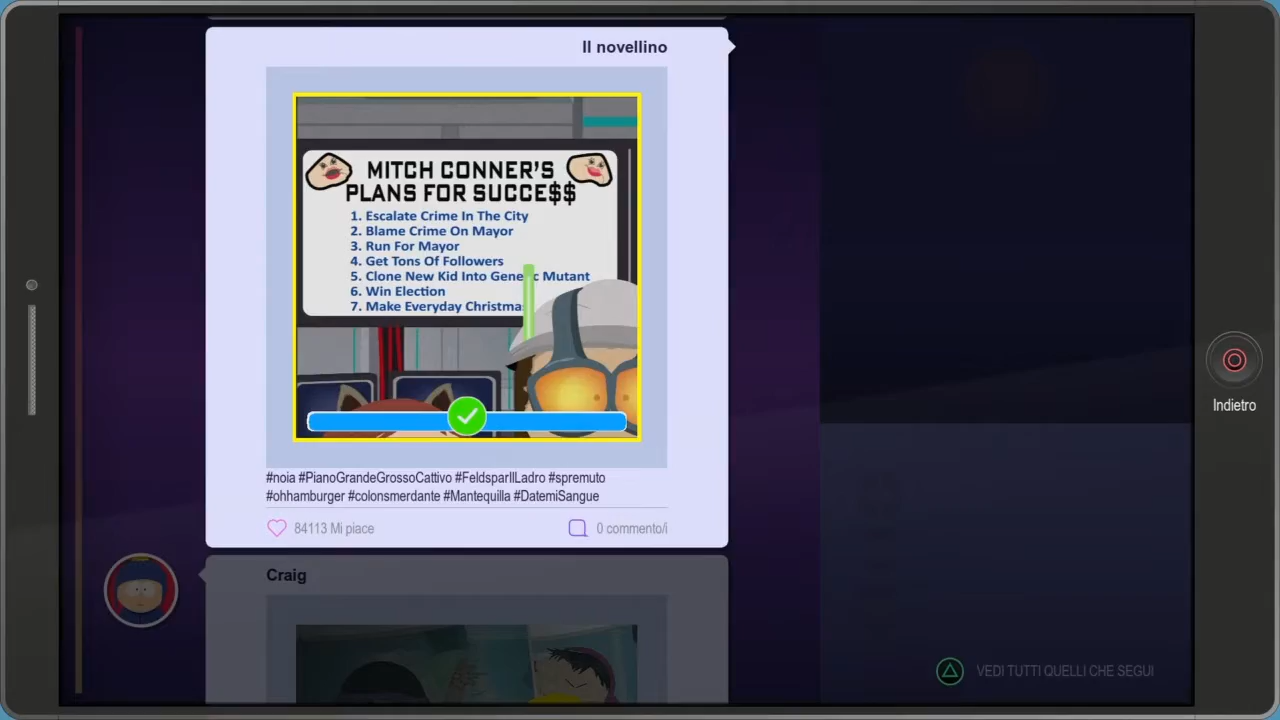 Il novellino
MITCH CONNER'S
PLANS FOR SUCCE$$
1. Escalate Crime In The City
2. Blame Crime On Mayor
3. Run For Mayor
4. Get Tons Of Followers
5. Clone New Kid Into Genetic Mutant
6. Win Election
7. Make Everyday Christmas
#noia #PianoGrandeGrossoCattivo #FeldsparIlLadro #spremuto
#ohhamburger #colonsmerdante #Mantequilla #DatemiSangue
84113 Mi piace
0 commento/i
Craig
Indietro
VEDI TUTTI QUELLI CHE SEGUI